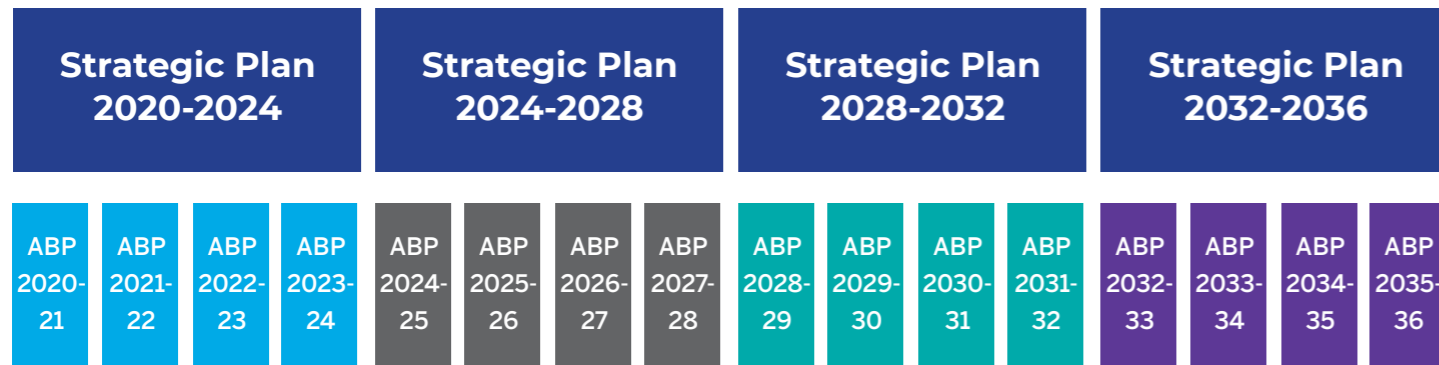 Strategic Plan
2020-2024
Strategic Plan
2024-2028
Strategic Plan
2028-2032
Strategic Plan
2032-2036
ABP
2020-
21
ABP
2021-
22
ABP
2022-
23
ABP
2023-
24
ABP
2024-
25
ABP
2025-
26
ABP
2026-
27
ABP
2027-
28
ABP
2028-
29
ABP
2029-
30
ABP
2030-
31
ABP
2031-
32
ABP
2032-
33
ABP
2033-
34
ABP
2034-
35
ABP
2035-
36